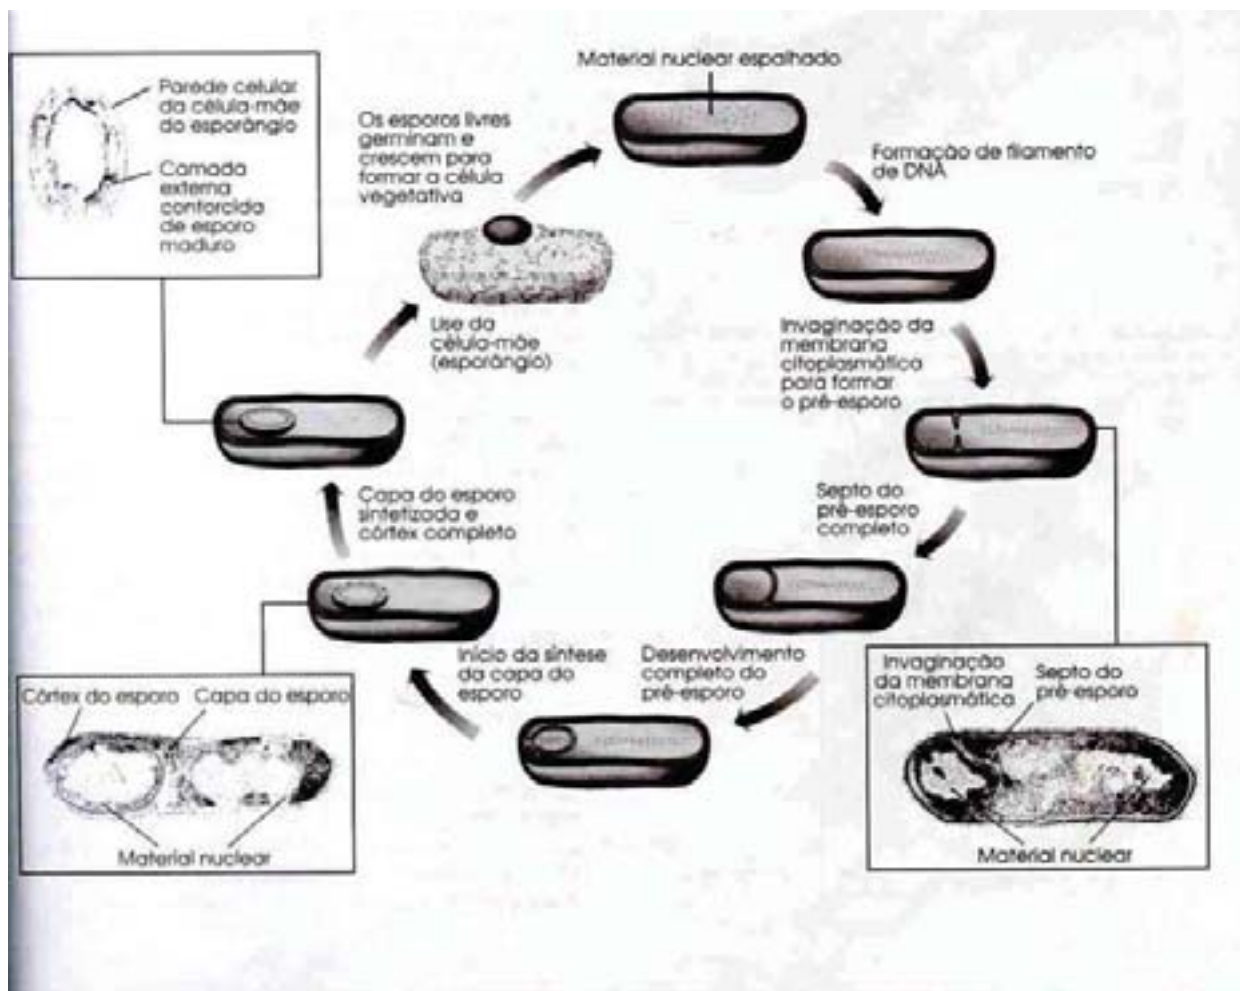 Material nuclear espalhado
Parede celular
da célula-mãe
do esporângio
Camada
externa
contorcida
de esporo
maduro
Os esporos livres
germinam e
crescem para
formar a célula
vegetativa
Formação de filamento
de DNA
Invaginação da
membrana
citoplasmática
para formar
o pré-esporo
Septo do
pré-esporo
completo
Desenvolvimento
completo do
pré-esporo
Início da síntese
da capa do
esporo
Capa do esporo
sintetizada e
córtex completo
Lise da
célula-mãe
(esporângio)
Córtex do esporo
Capa do esporo
Material nuclear
Invaginação
da membrana
citoplasmática
Septo do
pré-esporo
Material nuclear